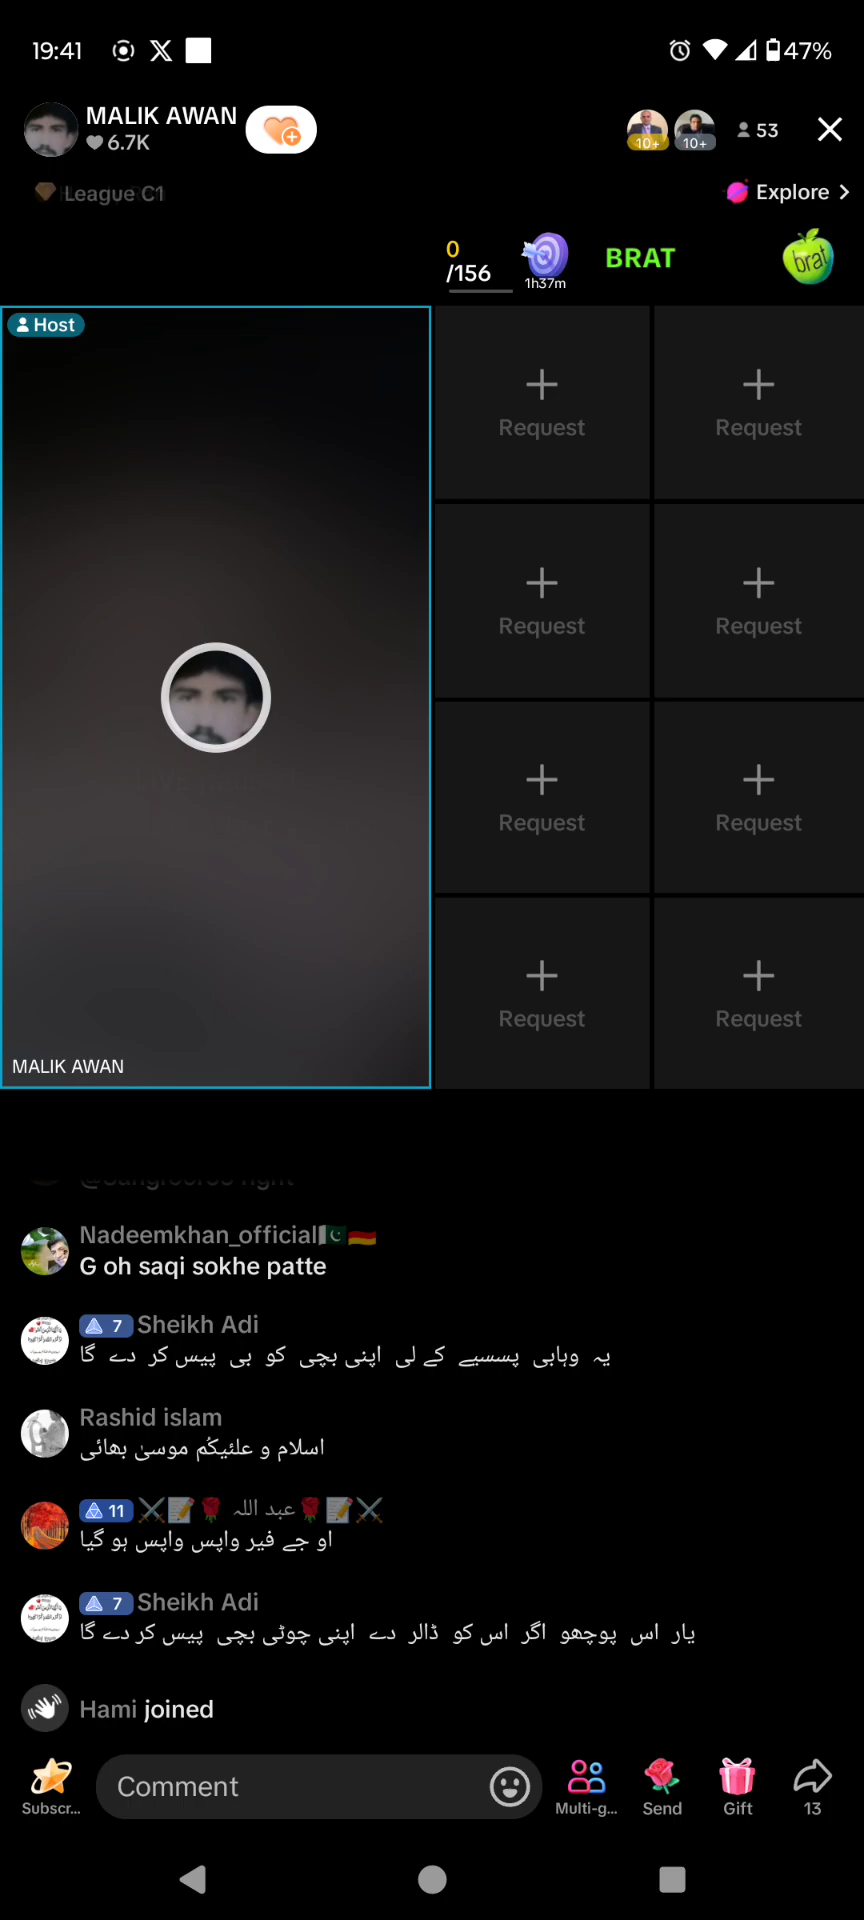 19:41
47%
MALIK AWAN
6.7K
10+
10+
53
League C1
Explore
0
/156
1h37m
BRAT
brat
Host
Request
Request
Request
Request
Request
Request
Request
Request
MALIK AWAN
Nadeemkhan_official
G oh saqi sokhe patte
7 Sheikh Adi
یہ وہابی پسسیے کے لی اپنی بچی کو بی پیس کر دے گا
Rashid islam
اسلام و علئیکُم موسیٰ بھائی
11 ⚔📝🌹 عبد اللہ 🌹📝⚔
او جے فیر واپس واپس ہو گیا
7 Sheikh Adi
یار اس پوچھو اگر اس کو ڈالر دے اپنی چوٹی بچی پیس کر دے گا
Hami joined
Comment
Subscr...
Multi-g...
Send
Gift
13